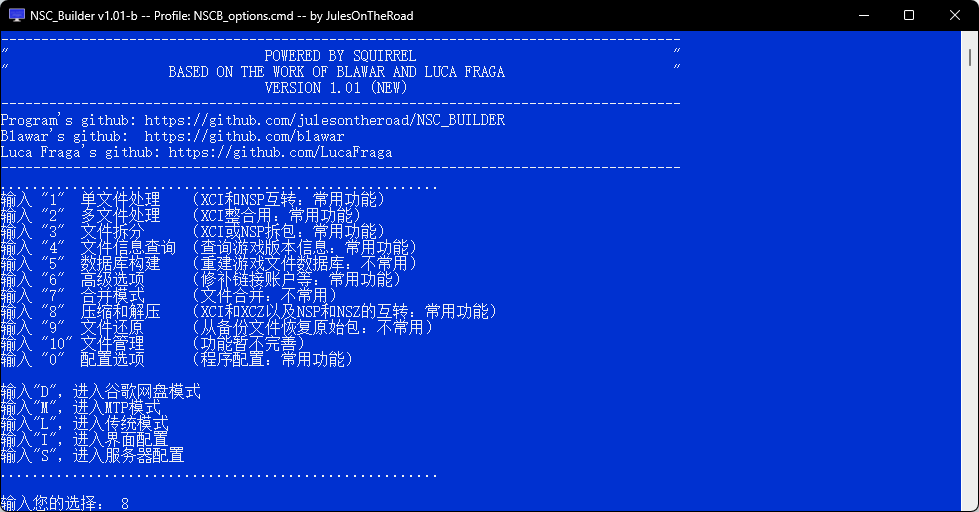 NSC_Builder v1.01-b -- Profile: NSCB_options.cmd -- by JulesOnTheRoad
-------------------------------------------------------------------------------------
" POWERED BY SQUIRREL "
" BASED ON THE WORK OF BLAWAR AND LUCA FRAGA "
VERSION 1.01 (NEW)
-------------------------------------------------------------------------------------
Program's github: https://github.com/julesontheroad/NSC_BUILDER
Blawar's github:  https://github.com/blawar
Luca Fraga's github: https://github.com/LucaFraga
-------------------------------------------------------------------------------------
.......................................................
输入 "1"  单文件处理    (XCI和NSP互转：常用功能)
输入 "2"  多文件处理    (XCI整合用：常用功能)
输入 "3"  文件拆分      (XCI或NSP拆包：常用功能)
输入 "4"  文件信息查询  (查询游戏版本信息：常用功能)
输入 "5"  数据库构建    (重建游戏文件数据库：不常用)
输入 "6"  高级选项      (修补链接账户等：常用功能)
输入 "7"  合并模式      (文件合并：不常用)
输入 "8"  压缩和解压    (XCI和XCZ以及NSP和NSZ的互转：常用功能)
输入 "9"  文件还原      (从备份文件恢复原始包：不常用)
输入 "10" 文件管理      (功能暂不完善)
输入 "0"  配置选项      (程序配置：常用功能)
输入"D"，进入谷歌网盘模式
输入"M"，进入MTP模式
输入"L"，进入传统模式
输入"I"，进入界面配置
输入"S"，进入服务器配置
.......................................................
输入您的选择： 8